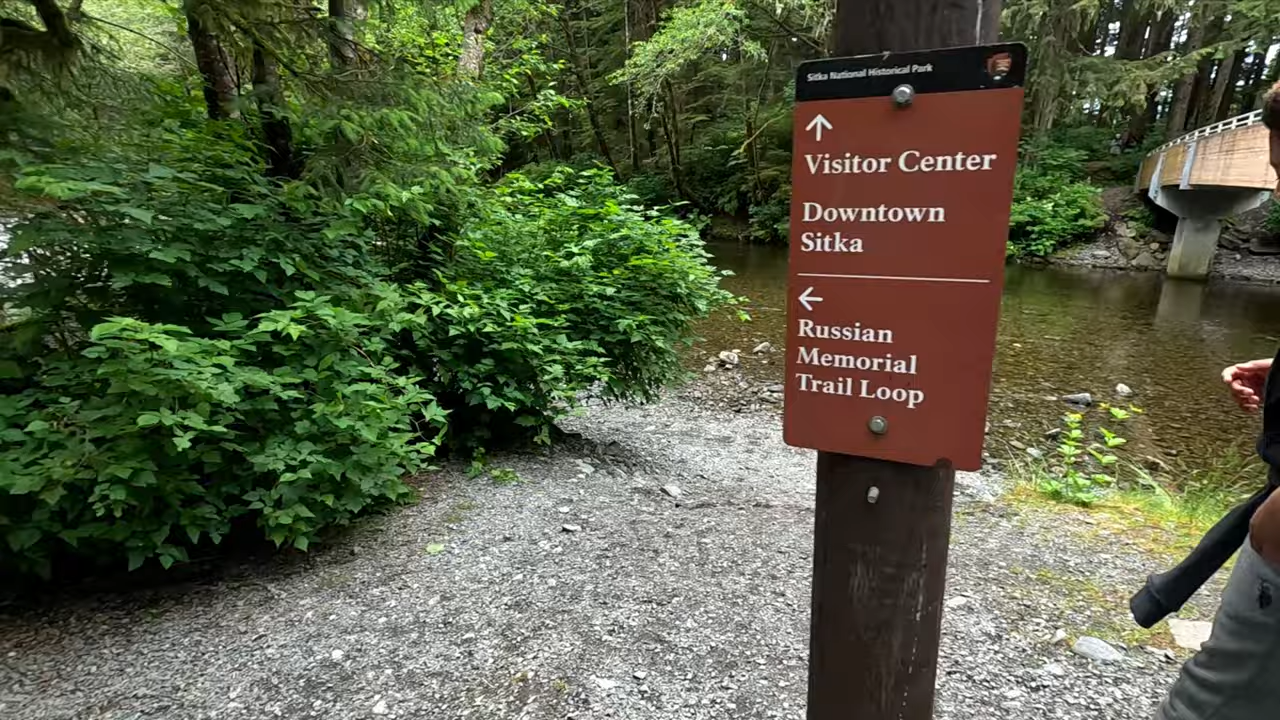 Sitka National Historical Park
Visitor Center
Downtown
Sitka
Russian
Memorial
Trail Loop